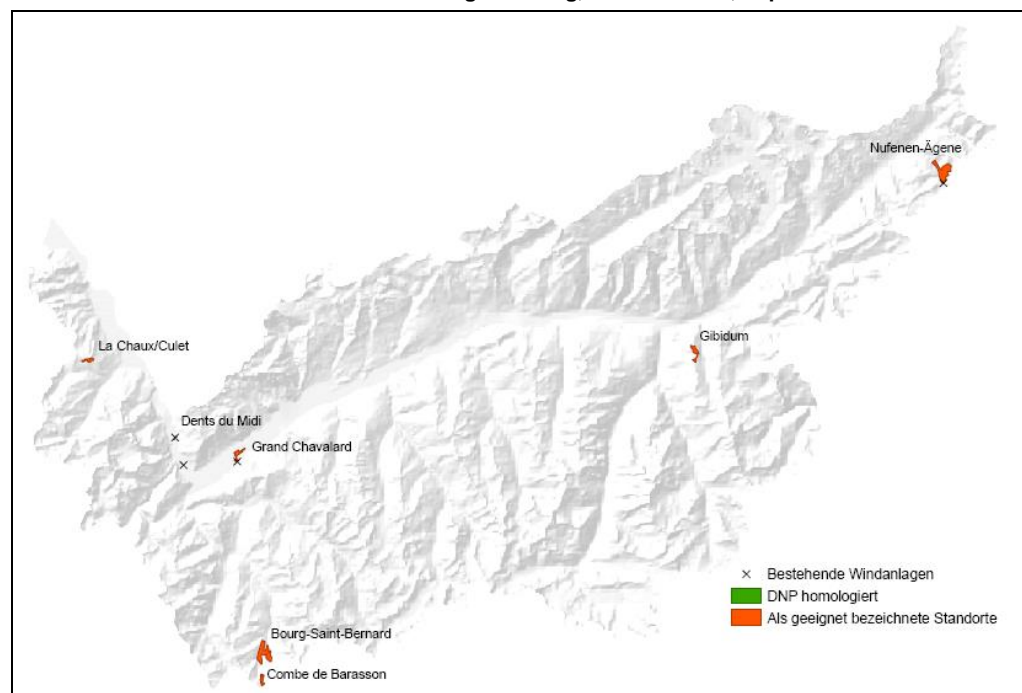 Nufenen-Ägene
La Chaux/Culet
Gibidum
Dents du Midi
Grand Chavalard
Bestehende Windanlagen
DNP homologiert
Als geeignet bezeichnete Standorte
Bourg-Saint-Bernard
Combe de Barasson